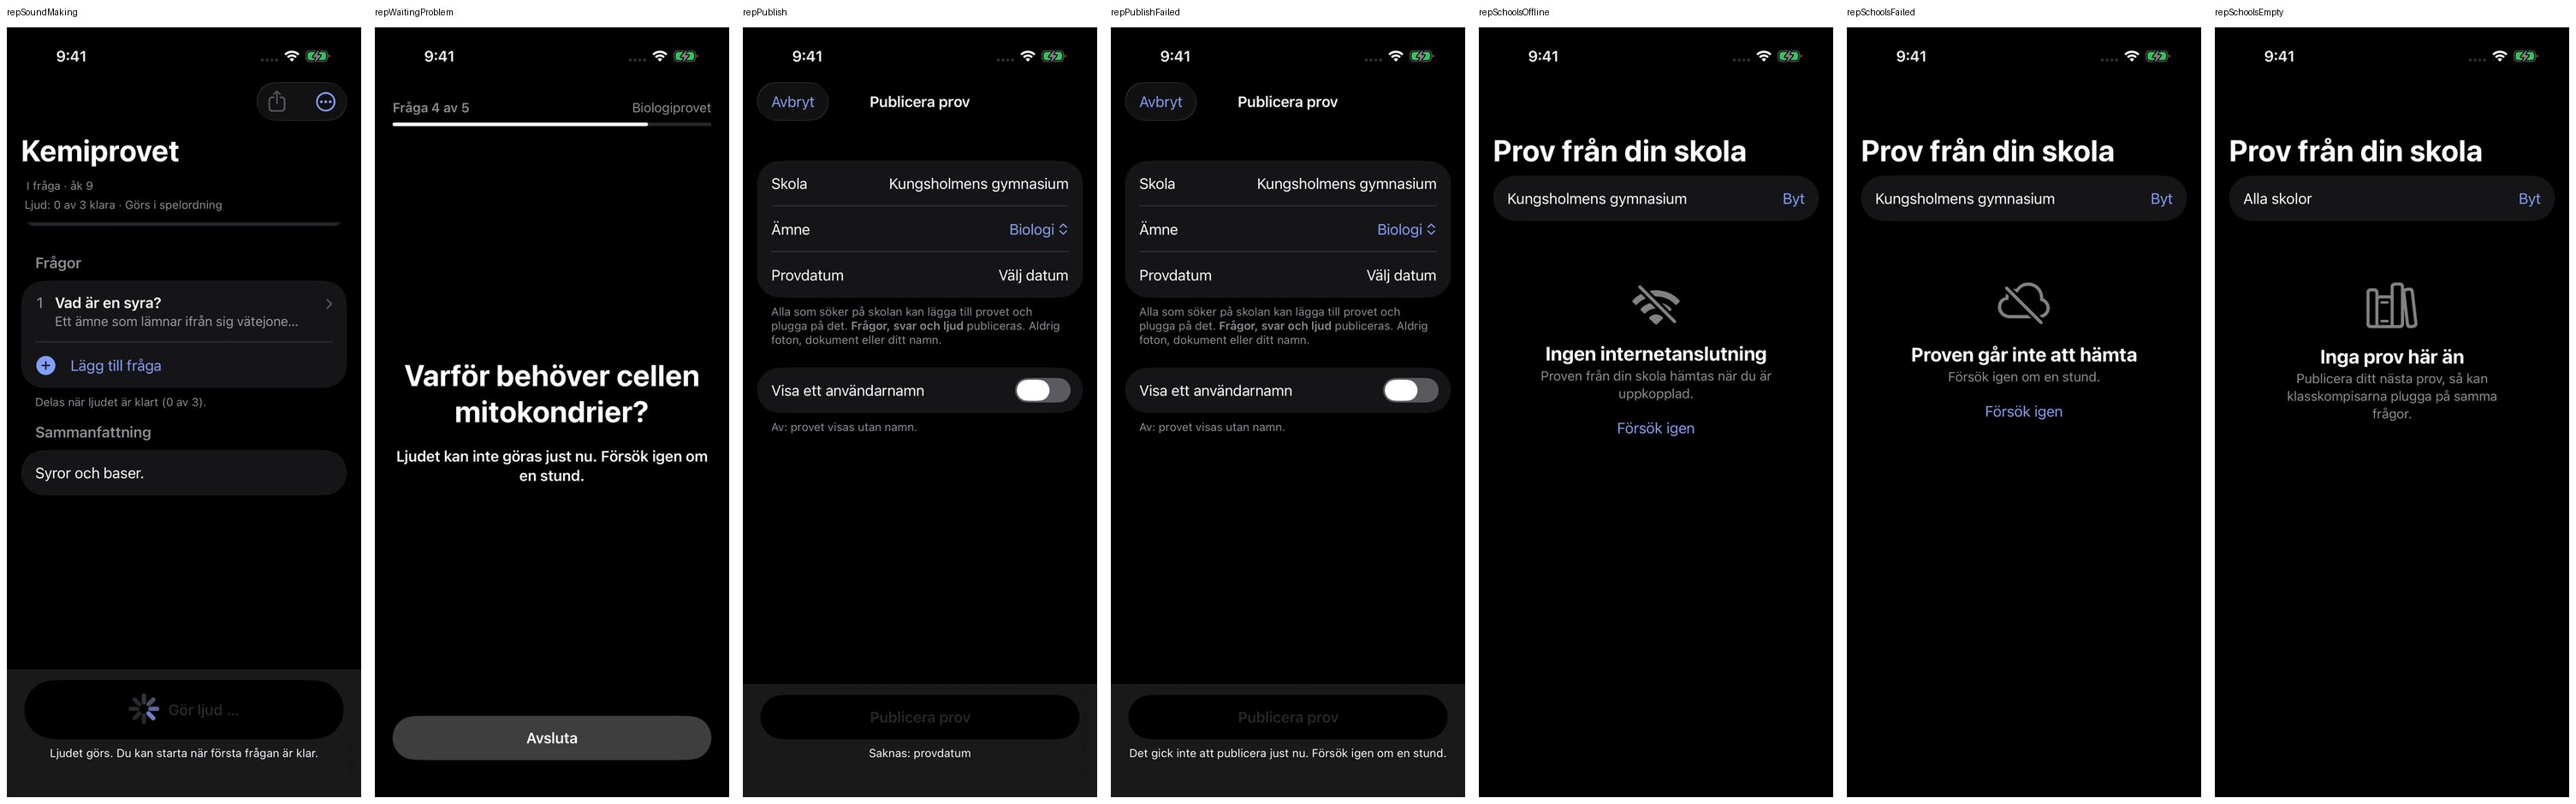 repSoundMaking
9:41
Kemiprovet
1 fråga · åk 9
Ljud: 0 av 3 klara · Görs i spelordning
Frågor
1 Vad är en syra?
Ett ämne som lämnar ifrån sig vätejone...
Lägg till fråga
Delas när ljudet är klart (0 av 3).
Sammanfattning
Syror och baser.
Gör ljud ...
Ljudet görs. Du kan starta när första frågan är klar.
repWaitingProblem
9:41
Fråga 4 av 5 Biologiprovet
Varför behöver cellen
mitokondrier?
Ljudet kan inte göras just nu. Försök igen om
en stund.
Avsluta
repPublish
9:41
Avbryt Publicera prov
Skola Kungsholmens gymnasium
Ämne Biologi
Provdatum Välj datum
Alla som söker på skolan kan lägga till provet och
plugga på det. Frågor, svar och ljud publiceras. Aldrig
foton, dokument eller ditt namn.
Visa ett användarnamn
Av: provet visas utan namn.
Publicera prov
Saknas: provdatum
repPublishFailed
9:41
Avbryt Publicera prov
Skola Kungsholmens gymnasium
Ämne Biologi
Provdatum Välj datum
Alla som söker på skolan kan lägga till provet och
plugga på det. Frågor, svar och ljud publiceras. Aldrig
foton, dokument eller ditt namn.
Visa ett användarnamn
Av: provet visas utan namn.
Publicera prov
Det gick inte att publicera just nu. Försök igen om en stund.
repSchoolsOffline
9:41
Prov från din skola
Kungsholmens gymnasium Byt
Ingen internetanslutning
Proven från din skola hämtas när du är
uppkopplad.
Försök igen
repSchoolsFailed
9:41
Prov från din skola
Kungsholmens gymnasium Byt
Proven går inte att hämta
Försök igen om en stund.
Försök igen
repSchoolsEmpty
9:41
Prov från din skola
Alla skolor Byt
Inga prov här än
Publicera ditt nästa prov, så kan
klasskompisarna plugga på samma
frågor.